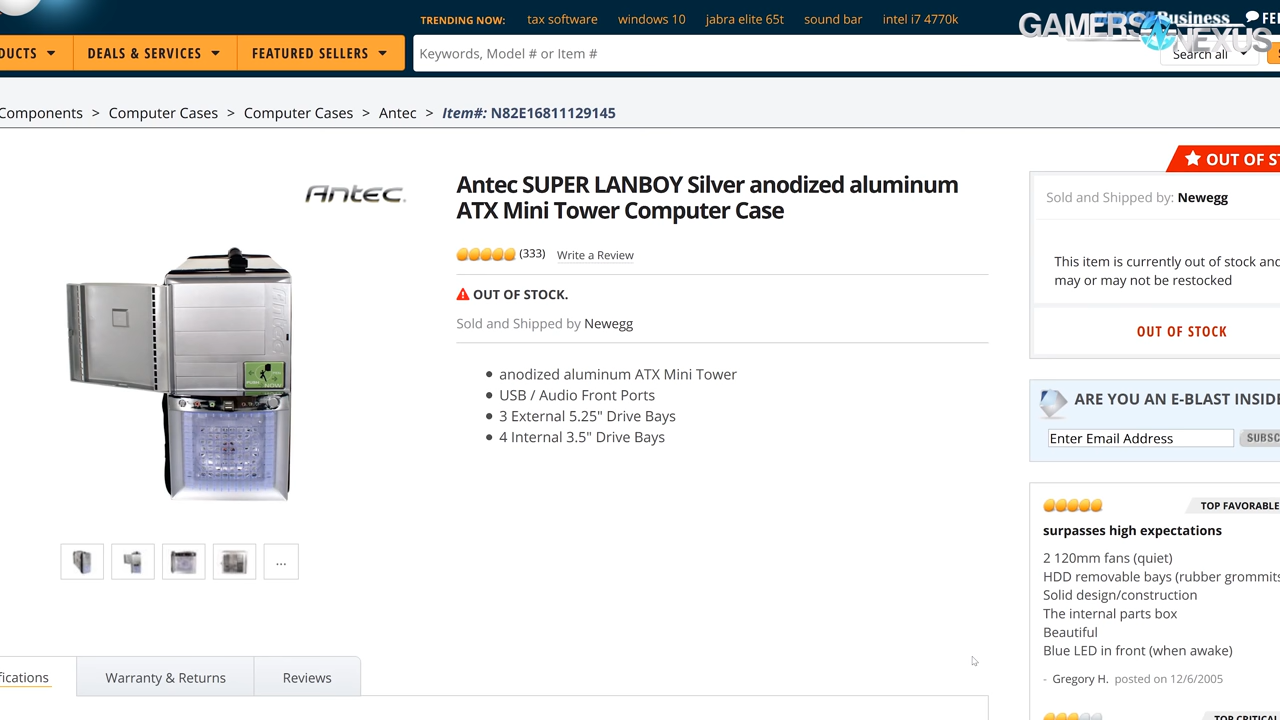 TRENDING NOW: tax software windows 10 jabra elite 65t sound bar intel i7 4770k
Business
GAMERS NEXUS
DUCTS DEALS & SERVICES FEATURED SELLERS Keywords, Model # or Item # Search all
Components > Computer Cases > Computer Cases > Antec > Item#: N82E16811129145
Antec
Antec SUPER LANBOY Silver anodized aluminum
ATX Mini Tower Computer Case
(333) Write a Review
OUT OF STOCK.
Sold and Shipped by Newegg
anodized aluminum ATX Mini Tower
USB / Audio Front Ports
3 External 5.25" Drive Bays
4 Internal 3.5" Drive Bays
...
fications Warranty & Returns Reviews
OUT OF ST
Sold and Shipped by: Newegg
This item is currently out of stock and
may or may not be restocked
OUT OF STOCK
ARE YOU AN E-BLAST INSIDE
Enter Email Address SUBSC
TOP FAVORABLE
surpasses high expectations
2 120mm fans (quiet)
HDD removable bays (rubber grommits
Solid design/construction
The internal parts box
Beautiful
Blue LED in front (when awake)
- Gregory H. posted on 12/6/2005
TOP CRITICAL